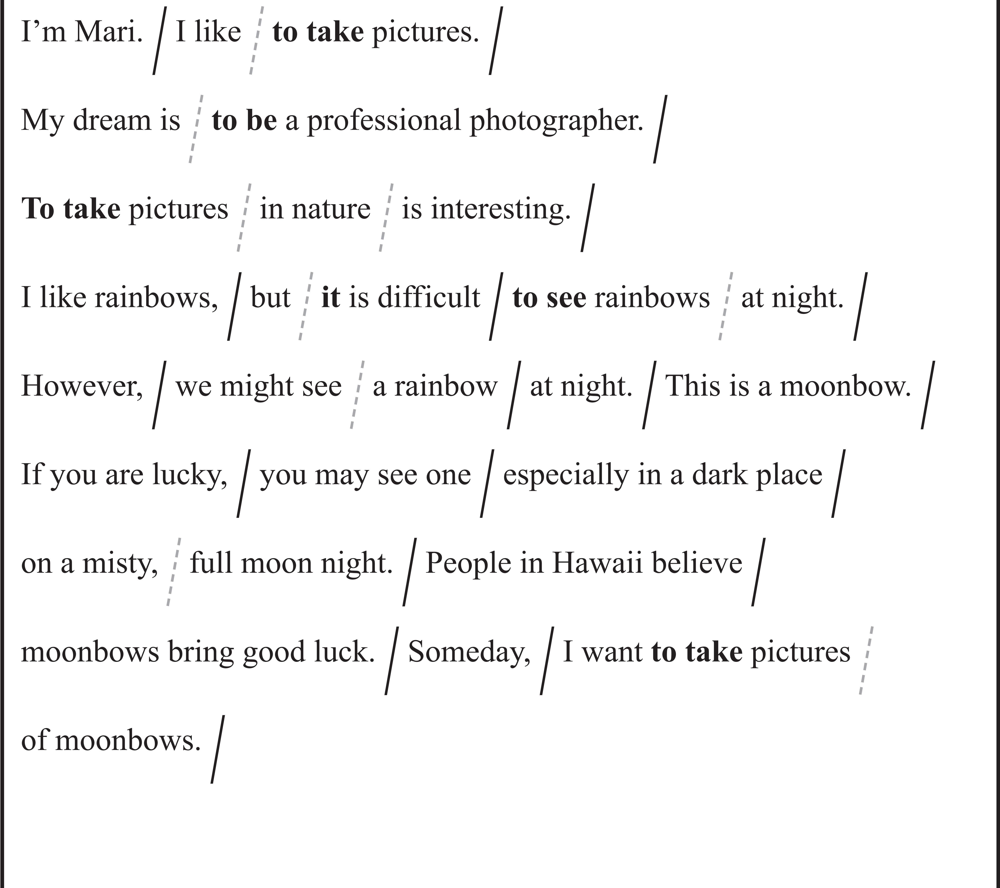 I’m Mari. / I like / to take pictures. /
My dream is / to be a professional photographer. /
To take pictures / in nature / is interesting. /
I like rainbows, / but / it is difficult / to see rainbows / at night. /
However, / we might see / a rainbow / at night. / This is a moonbow. /
If you are lucky, / you may see one / especially in a dark place /
on a misty, / full moon night. / People in Hawaii believe /
moonbows bring good luck. / Someday, / I want to take pictures /
of moonbows. /